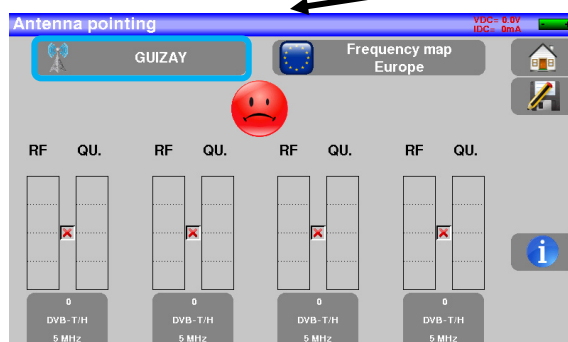 Antenna pointing
VDC= 0.0V
IDC= 0mA
GUIZAY
Frequency map
Europe
RF QU. RF QU. RF QU. RF QU.
0 0 0 0
DVB-T/H DVB-T/H DVB-T/H DVB-T/H
5 MHz 5 MHz 5 MHz 5 MHz